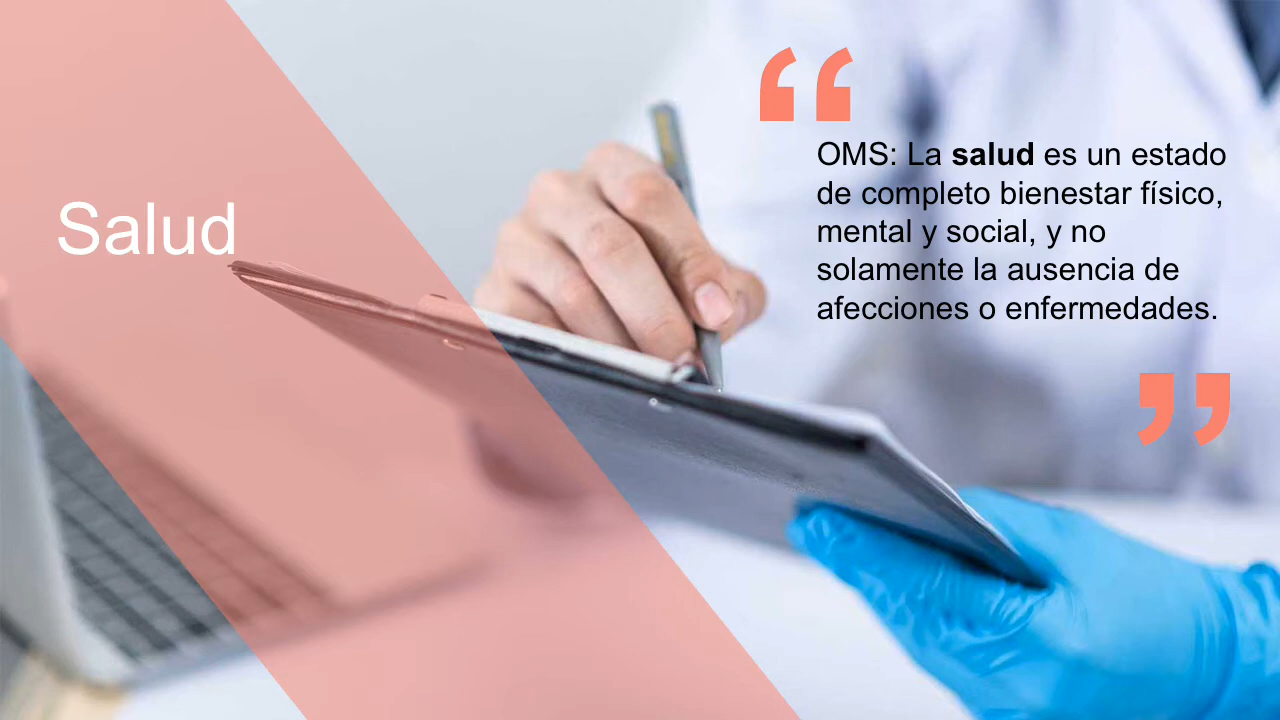 Salud
“
OMS: La salud es un estado
de completo bienestar físico,
mental y social, y no
solamente la ausencia de
afecciones o enfermedades.
”